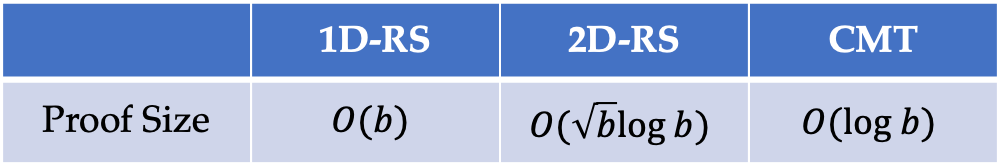 1D-RS 2D-RS CMT
Proof Size O(b) O(√b log b) O(log b)